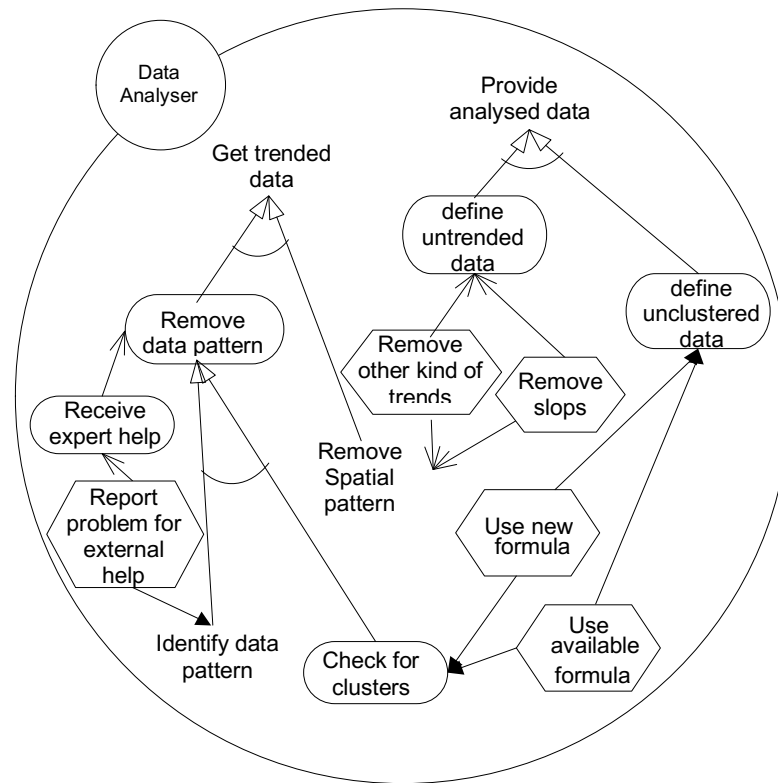 Data
Analyser
Provide
analysed data
Get trended
data
define
untrended
data
define
unclustered
data
Remove
data pattern
Remove
other kind of
trends
Remove
slops
Receive
expert help
Remove
Spatial
pattern
Report
problem for
external
help
Use new
formula
Identify data
pattern
Check for
clusters
Use
available
formula